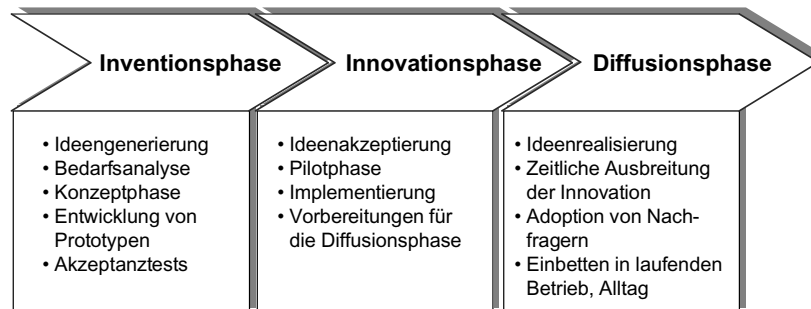 Inventionsphase
Innovationsphase
Diffusionsphase
• Ideengenerierung
• Bedarfsanalyse
• Konzeptphase
• Entwicklung von
Prototypen
• Akzeptanztests
• Ideenakzeptierung
• Pilotphase
• Implementierung
• Vorbereitungen für
die Diffusionsphase
• Ideenrealisierung
• Zeitliche Ausbreitung
der Innovation
• Adoption von Nach-
fragern
• Einbetten in laufenden
Betrieb, Alltag